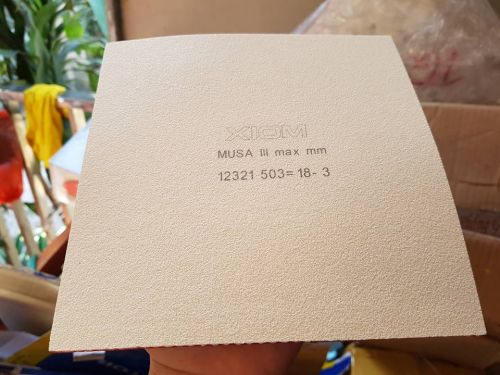 XIOM
MUSA III max mm
12321 503= 18- 3